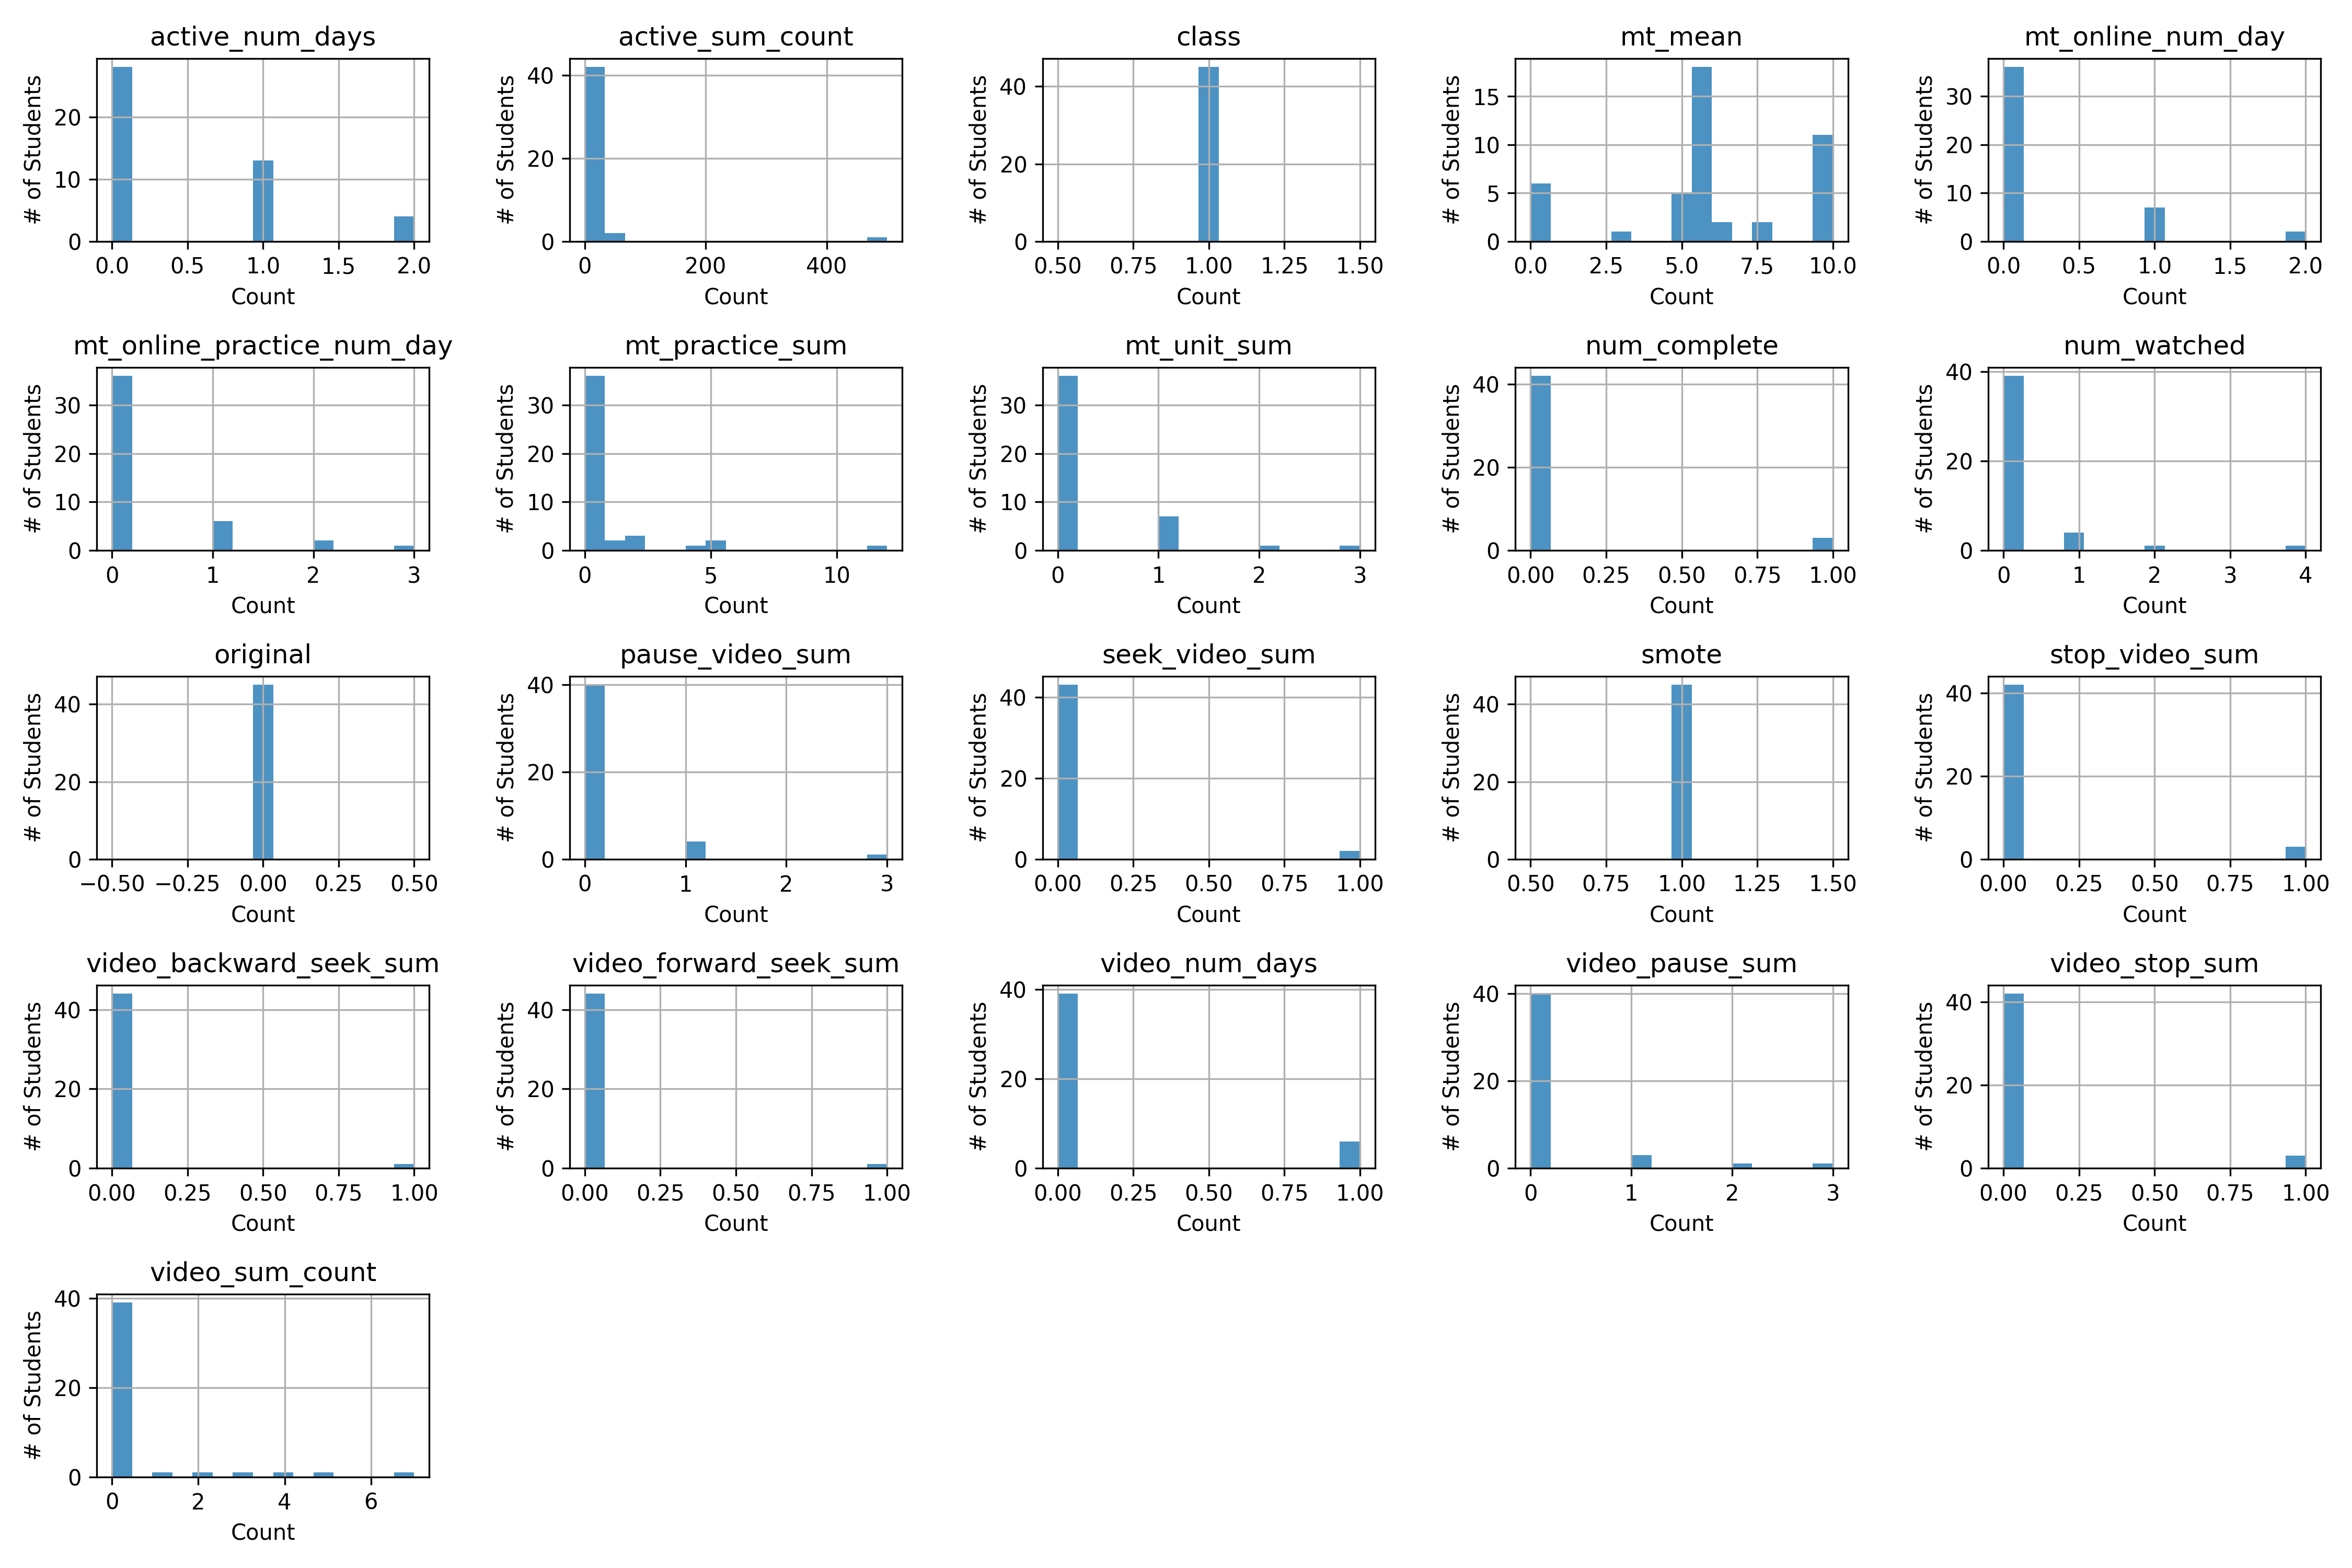 active_num_days
# of Students
20
10
0
0.0 0.5 1.0 1.5 2.0
Count
active_sum_count
# of Students
40
20
0
0 200 400
Count
class
# of Students
40
20
0
0.50 0.75 1.00 1.25 1.50
Count
mt_mean
# of Students
15
10
5
0
0.0 2.5 5.0 7.5 10.0
Count
mt_online_num_day
# of Students
30
20
10
0
0.0 0.5 1.0 1.5 2.0
Count
mt_online_practice_num_day
# of Students
30
20
10
0
0 1 2 3
Count
mt_practice_sum
# of Students
30
20
10
0
0 5 10
Count
mt_unit_sum
# of Students
30
20
10
0
0 1 2 3
Count
num_complete
# of Students
40
20
0
0.00 0.25 0.50 0.75 1.00
Count
num_watched
# of Students
40
20
0
0 1 2 3 4
Count
original
# of Students
40
20
0
−0.50 −0.25 0.00 0.25 0.50
Count
pause_video_sum
# of Students
40
20
0
0 1 2 3
Count
seek_video_sum
# of Students
40
20
0
0.00 0.25 0.50 0.75 1.00
Count
smote
# of Students
40
20
0
0.50 0.75 1.00 1.25 1.50
Count
stop_video_sum
# of Students
40
20
0
0.00 0.25 0.50 0.75 1.00
Count
video_backward_seek_sum
# of Students
40
20
0
0.00 0.25 0.50 0.75 1.00
Count
video_forward_seek_sum
# of Students
40
20
0
0.00 0.25 0.50 0.75 1.00
Count
video_num_days
# of Students
40
20
0
0.00 0.25 0.50 0.75 1.00
Count
video_pause_sum
# of Students
40
20
0
0 1 2 3
Count
video_stop_sum
# of Students
40
20
0
0.00 0.25 0.50 0.75 1.00
Count
video_sum_count
# of Students
40
20
0
0 2 4 6
Count